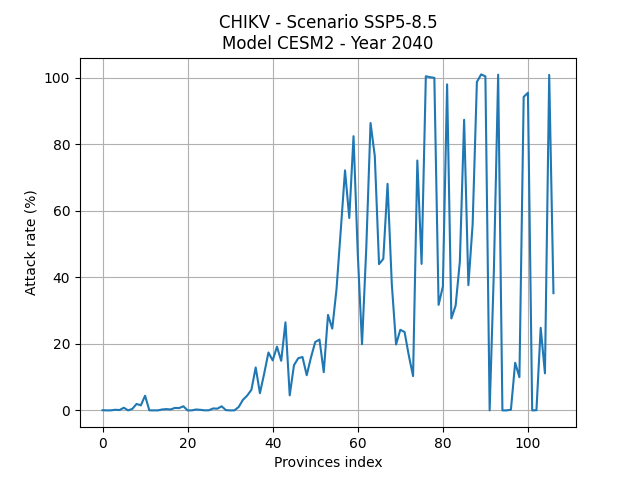 CHIKV - Scenario SSP5-8.5
Model CESM2 - Year 2040
100
80
60
40
20
0
Attack rate (%)
0 20 40 60 80 100
Provinces index